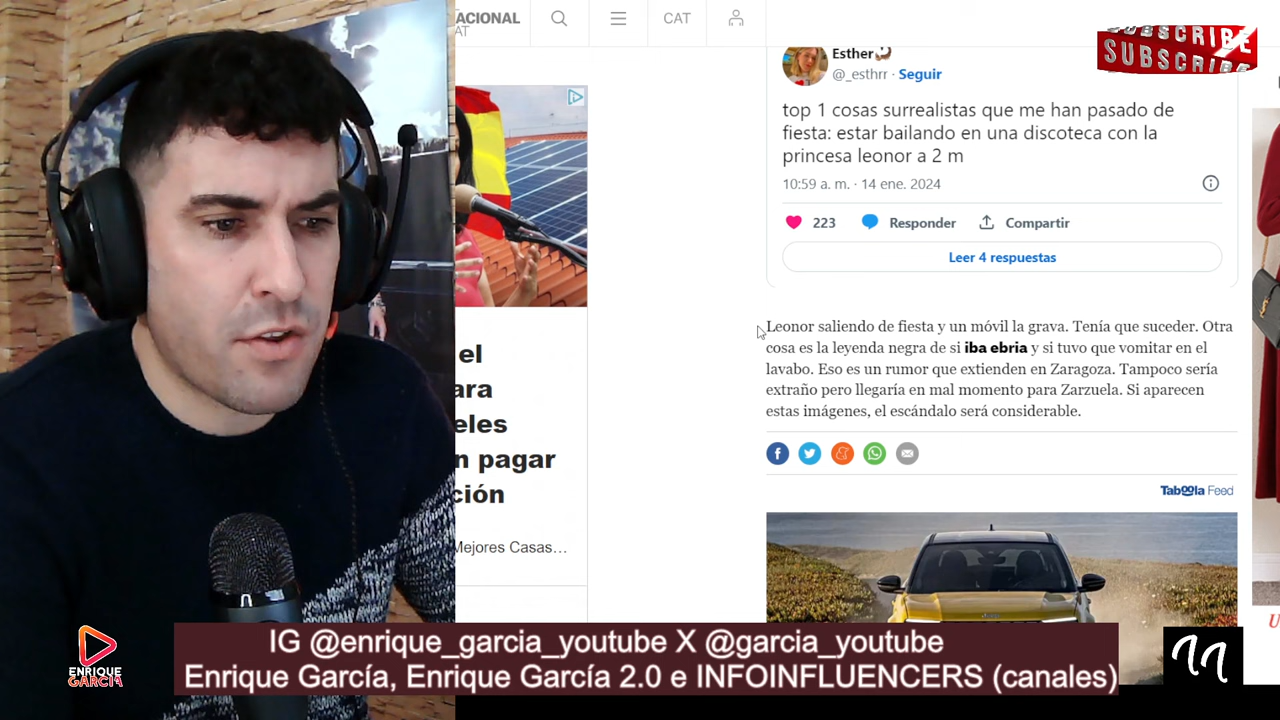 ACIONAL
AT
CAT
SUBSCRIBE
SUBSCRIBE
Esther
@_esthrr · Seguir
top 1 cosas surrealistas que me han pasado de
fiesta: estar bailando en una discoteca con la
princesa leonor a 2 m
10:59 a. m. · 14 ene. 2024
223 Responder Compartir
Leer 4 respuestas
Leonor saliendo de fiesta y un móvil la grava. Tenía que suceder. Otra
cosa es la leyenda negra de si iba ebria y si tuvo que vomitar en el
lavabo. Eso es un rumor que extienden en Zaragoza. Tampoco sería
extraño pero llegaría en mal momento para Zarzuela. Si aparecen
estas imágenes, el escándalo será considerable.
Taboola Feed
el
ara
eles
n pagar
ción
Mejores Casas…
IG @enrique_garcia_youtube X @garcia_youtube
Enrique García, Enrique García 2.0 e INFOINFLUENCERS (canales)
ENRIQUE
GARCÍA